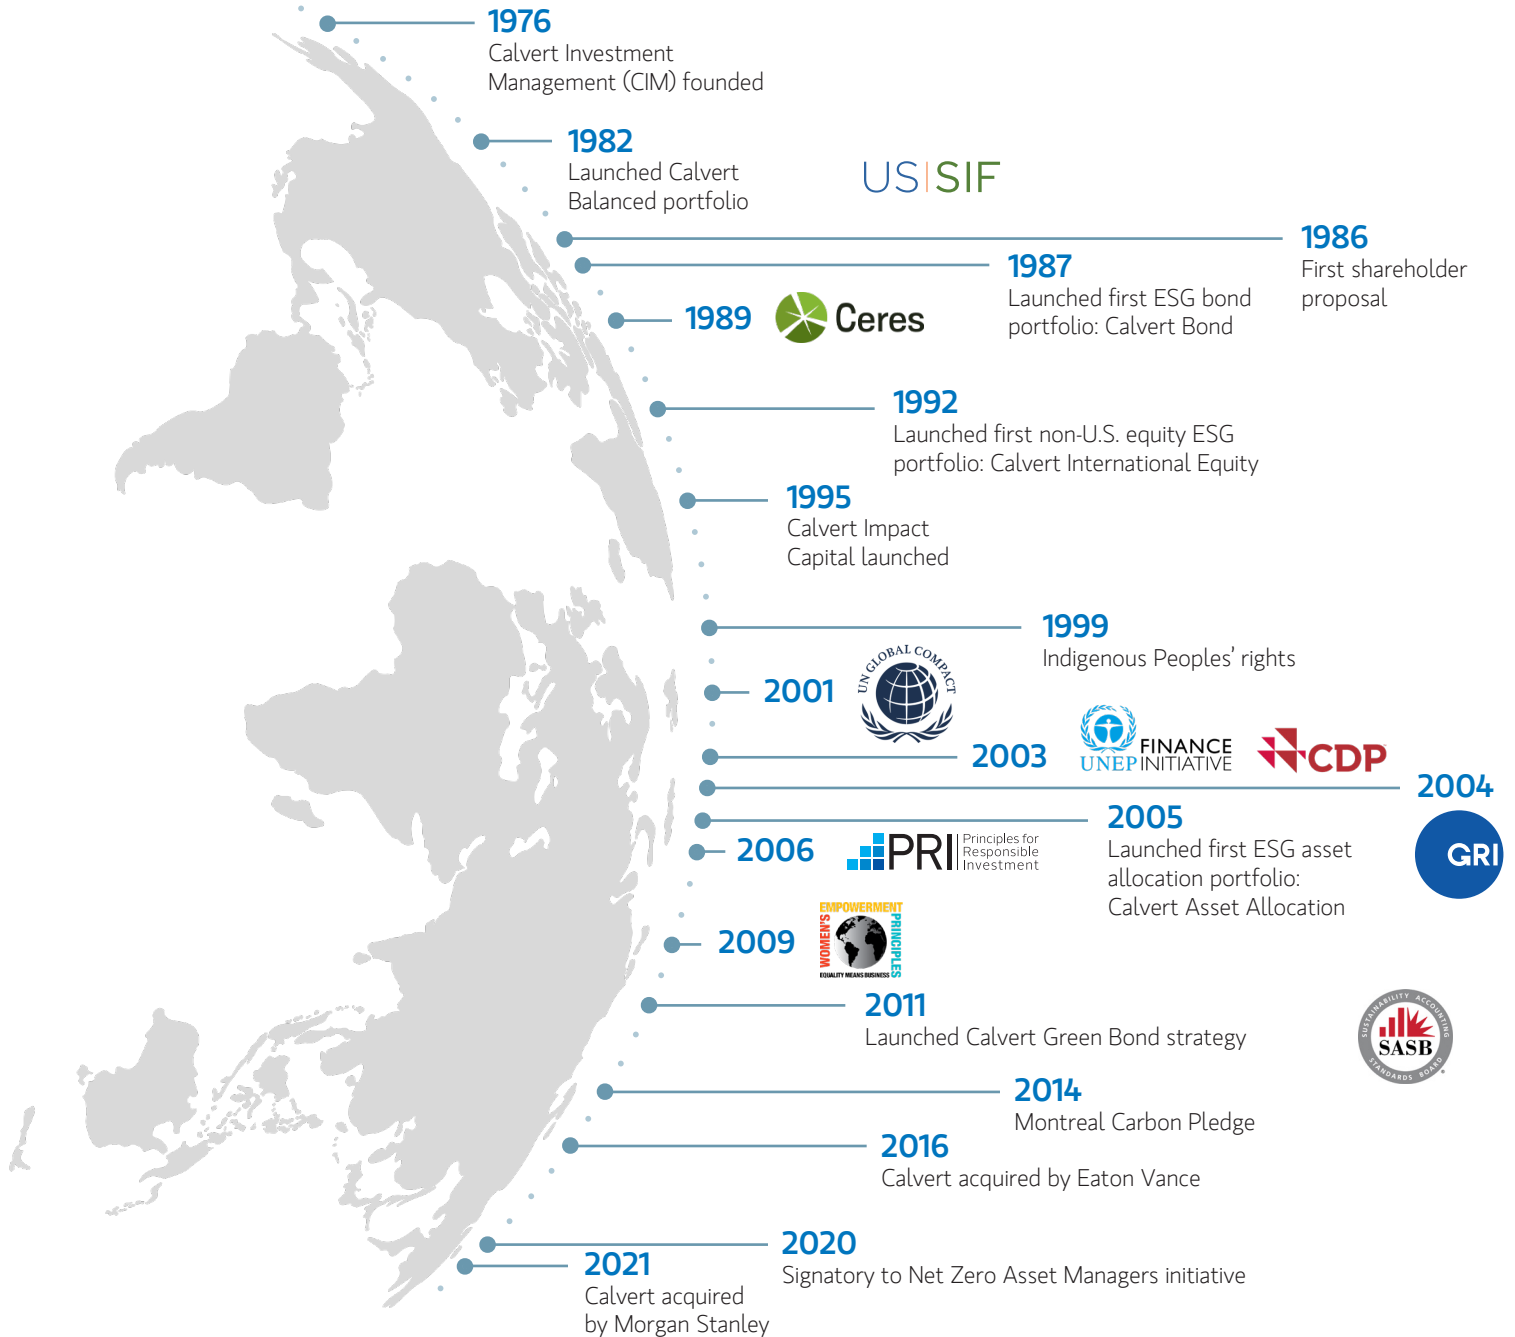 1976
Calvert Investment
Management (CIM) founded
1982
Launched Calvert
Balanced portfolio
US|SIF
1986
First shareholder
proposal
1987
Launched first ESG bond
portfolio: Calvert Bond
1989
Ceres
1992
Launched first non-U.S. equity ESG
portfolio: Calvert International Equity
1995
Calvert Impact
Capital launched
1999
Indigenous Peoples’ rights
2001
UN GLOBAL COMPACT
2003
UNEP
FINANCE
INITIATIVE
CDP
2004
GRI
2005
Launched first ESG asset
allocation portfolio:
Calvert Asset Allocation
2006
PRI
Principles for
Responsible
Investment
2009
WOMEN'S
EMPOWERMENT
PRINCIPLES
EQUALITY MEANS BUSINESS
2011
Launched Calvert Green Bond strategy
SUSTAINABILITY ACCOUNTING
SASB
STANDARDS BOARD
®
2014
Montreal Carbon Pledge
2016
Calvert acquired by Eaton Vance
2020
Signatory to Net Zero Asset Managers initiative
2021
Calvert acquired
by Morgan Stanley